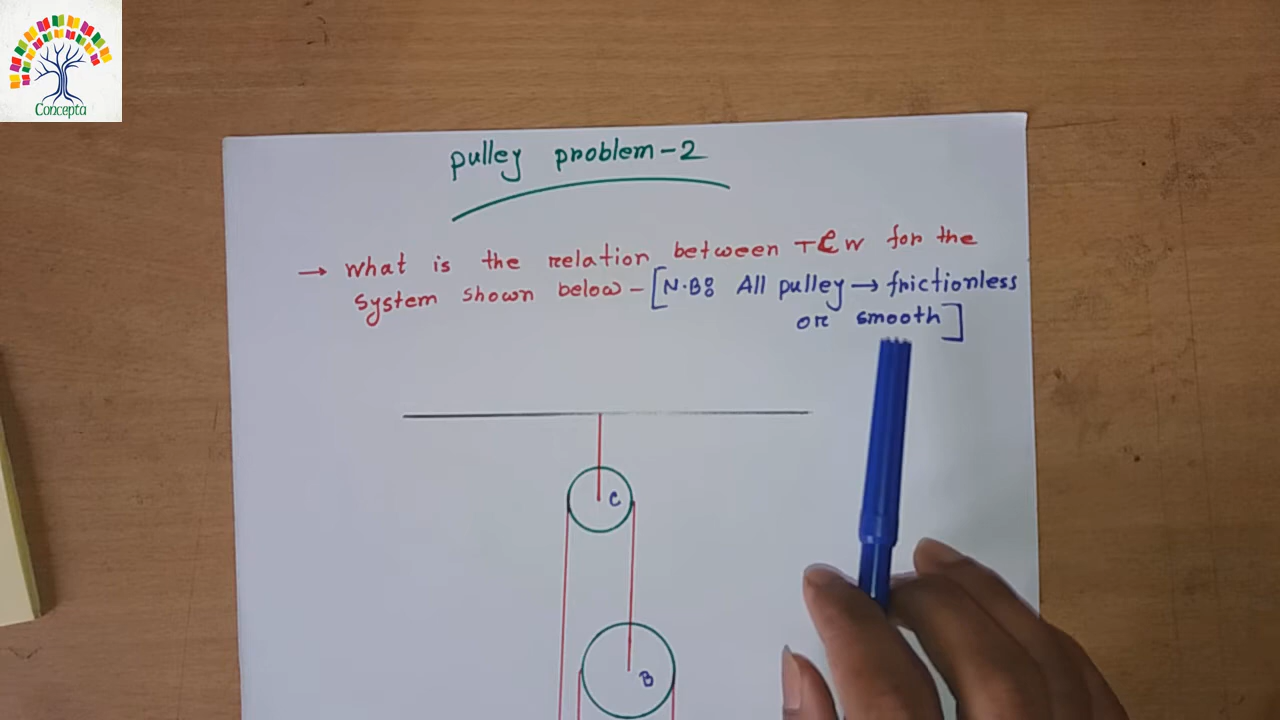 Concepta
pulley problem-2
→ What is the relation between T & W for the
system shown below - [N.B: All pulley → frictionless
or smooth]
C
B